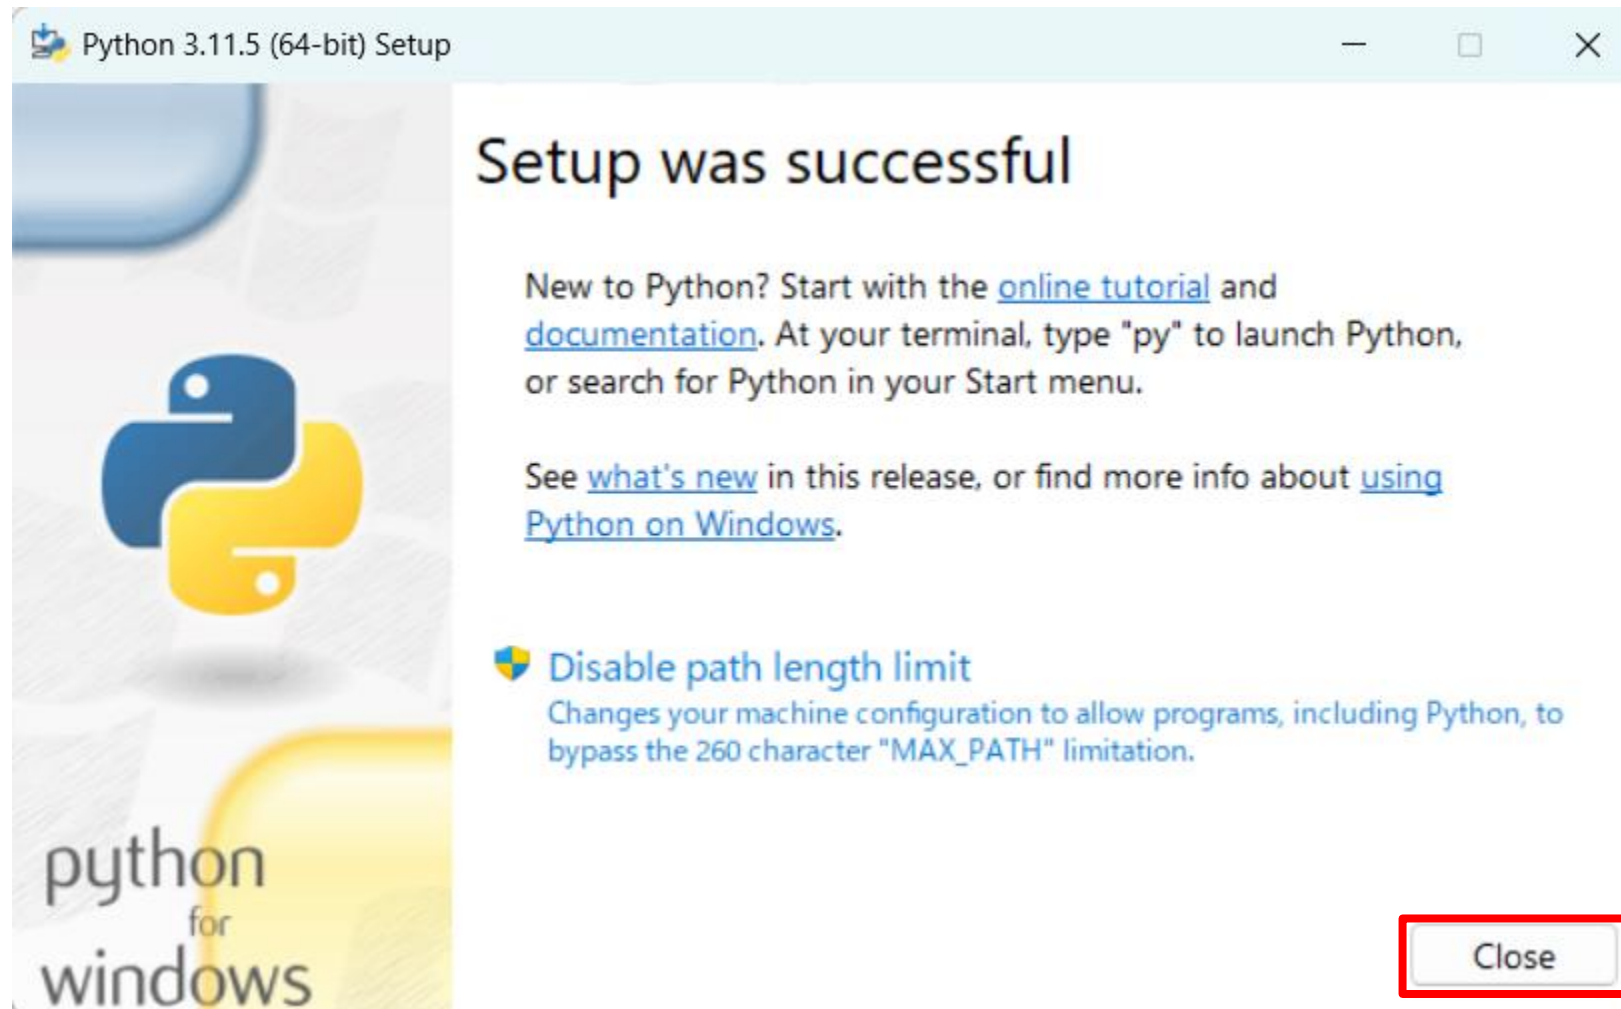 Python 3.11.5 (64-bit) Setup
Setup was successful
New to Python? Start with the online tutorial and
documentation. At your terminal, type "py" to launch Python,
or search for Python in your Start menu.
See what's new in this release, or find more info about using
Python on Windows.
Disable path length limit
Changes your machine configuration to allow programs, including Python, to
bypass the 260 character "MAX_PATH" limitation.
python
for
windows
Close